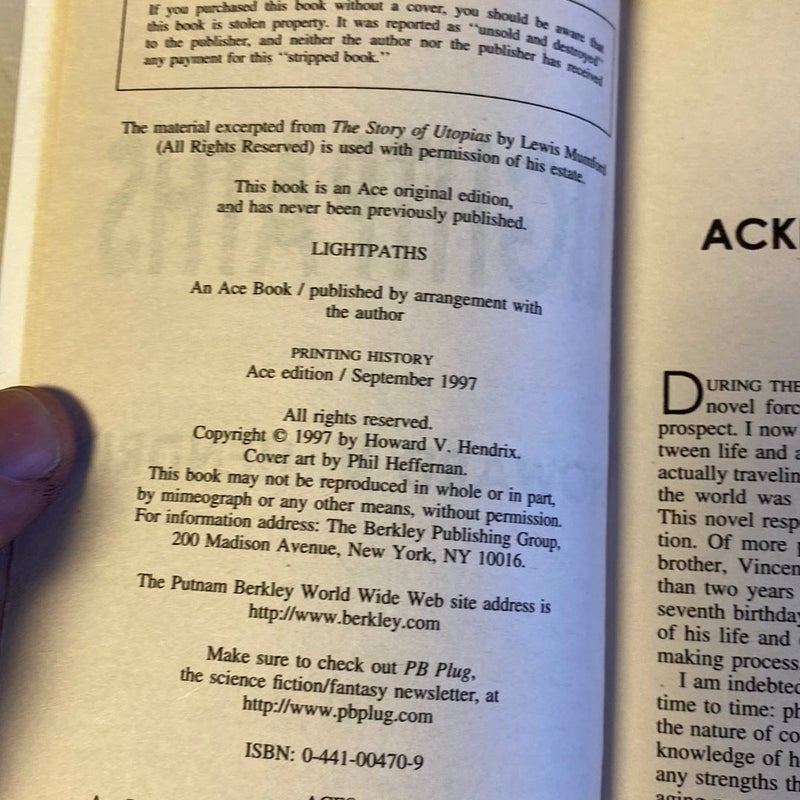 If you purchased this book without a cover, you should be aware that
this book is stolen property. It was reported as "unsold and destroyed"
to the publisher, and neither the author nor the publisher has received
any payment for this "stripped book."
The material excerpted from The Story of Utopias by Lewis Mumford
(All Rights Reserved) is used with permission of his estate.
This book is an Ace original edition,
and has never been previously published.
LIGHTPATHS
An Ace Book / published by arrangement with
the author
PRINTING HISTORY
Ace edition / September 1997
All rights reserved.
Copyright © 1997 by Howard V. Hendrix.
Cover art by Phil Heffernan.
This book may not be reproduced in whole or in part,
by mimeograph or any other means, without permission.
For information address: The Berkley Publishing Group,
200 Madison Avenue, New York, NY 10016.
The Putnam Berkley World Wide Web site address is
http://www.berkley.com
Make sure to check out PB Plug,
the science fiction/fantasy newsletter, at
http://www.pbplug.com
ISBN: 0-441-00470-9
ACK
DURING THE
novel forc
prospect. I now
tween life and a
actually travelin
the world was
This novel resp
tion. Of more p
brother, Vincen
than two years
seventh birthday
of his life and
making process.
I am indebted
time to time: ph
the nature of co
knowledge of h
any strengths th